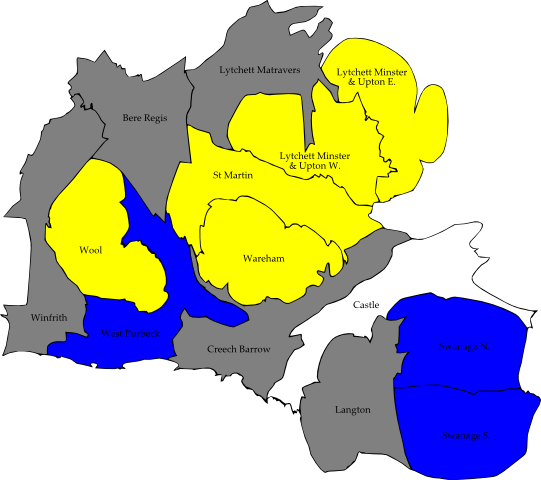 Lytchett Matravers
Lytchett Minster
& Upton E.
Bere Regis
Lytchett Minster
& Upton W.
St Martin
Wool
Wareham
Castle
Winfrith
West Purbeck
Creech Barrow
Swanage N.
Langton
Swanage S.